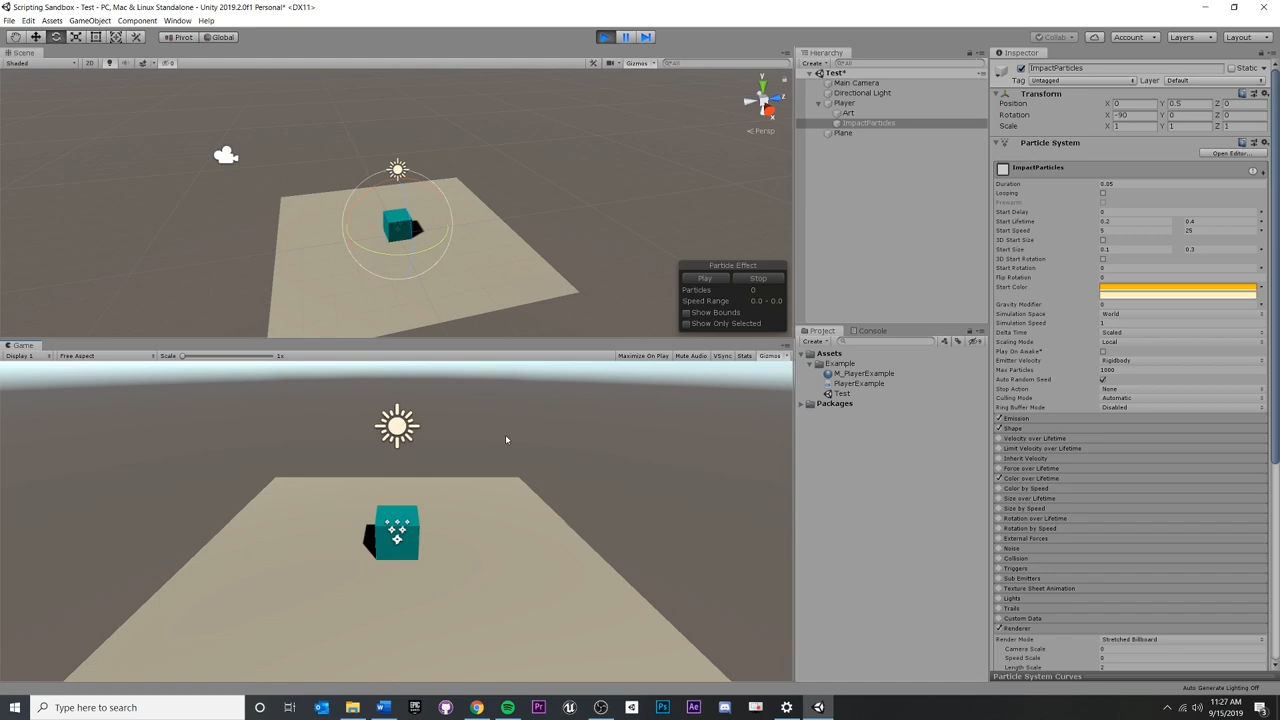 Scripting Sandbox - Test - PC, Mac & Linux Standalone - Unity 2019.2.0f1 Personal* <DX11>
File Edit Assets GameObject Component Window Help
Pivot Global Collab Account Layers Layout
Scene
Shaded 2D 0 Gizmos All
y
z
x
Persp
Particle Effect
Play Stop
Particles 0
Speed Range 0.0 - 0.0
Show Bounds
Show Only Selected
Game
Display 1 Free Aspect Scale 1x Maximize On Play Mute Audio VSync Stats Gizmos
Hierarchy
Create All
Test*
Main Camera
Directional Light
Player
Art
ImpactParticles
Plane
Project Console
Create 9
Assets
Example
M_PlayerExample
PlayerExample
Test
Packages
Inspector
ImpactParticles Static
Tag Untagged Layer Default
Transform
Position X 0 Y 0.5 Z 0
Rotation X -90 Y 0 Z 0
Scale X 1 Y 1 Z 1
Particle System
Open Editor...
ImpactParticles
Duration 0.05
Looping
Prewarm
Start Delay 0
Start Lifetime 0.2 0.4
Start Speed 5 25
3D Start Size
Start Size 0.1 0.3
3D Start Rotation
Start Rotation 0
Flip Rotation 0
Start Color
Gravity Modifier 0
Simulation Space World
Simulation Speed 1
Delta Time Scaled
Scaling Mode Local
Play On Awake*
Emitter Velocity Rigidbody
Max Particles 1000
Auto Random Seed
Stop Action None
Culling Mode Automatic
Ring Buffer Mode Disabled
Emission
Shape
Velocity over Lifetime
Limit Velocity over Lifetime
Inherit Velocity
Force over Lifetime
Color over Lifetime
Color by Speed
Size over Lifetime
Size by Speed
Rotation over Lifetime
Rotation by Speed
External Forces
Noise
Collision
Triggers
Sub Emitters
Texture Sheet Animation
Lights
Trails
Custom Data
Renderer
Render Mode Stretched Billboard
Camera Scale 0
Speed Scale 0
Length Scale 2
Particle System Curves
Auto Generate Lighting Off
Type here to search
Pr
Ps
Ae
11:27 AM
9/15/2019
3